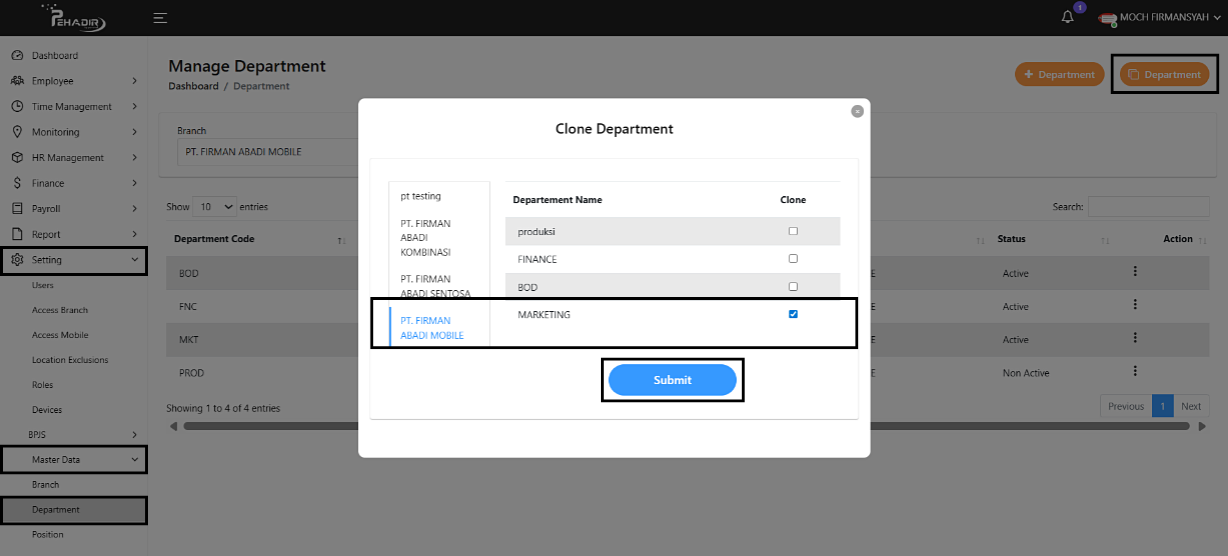 PEHADIR
1
MOCH FIRMANSYAH
Dashboard
Employee
Time Management
Monitoring
HR Management
Finance
Payroll
Report
Setting
Users
Access Branch
Access Mobile
Location Exclusions
Roles
Devices
BPJS
Master Data
Branch
Department
Position
Manage Department
Dashboard / Department
+ Department
Department
Branch
PT. FIRMAN ABADI MOBILE
Show 10 entries
Search:
Department Code
Status
Action
BOD
E
Active
FNC
E
Active
MKT
E
Active
PROD
E
Non Active
Showing 1 to 4 of 4 entries
Previous 1 Next
Clone Department
pt testing
PT. FIRMAN
ABADI
KOMBINASI
PT. FIRMAN
ABADI SENTOSA
PT. FIRMAN
ABADI MOBILE
Departement Name
Clone
produksi
FINANCE
BOD
MARKETING
Submit